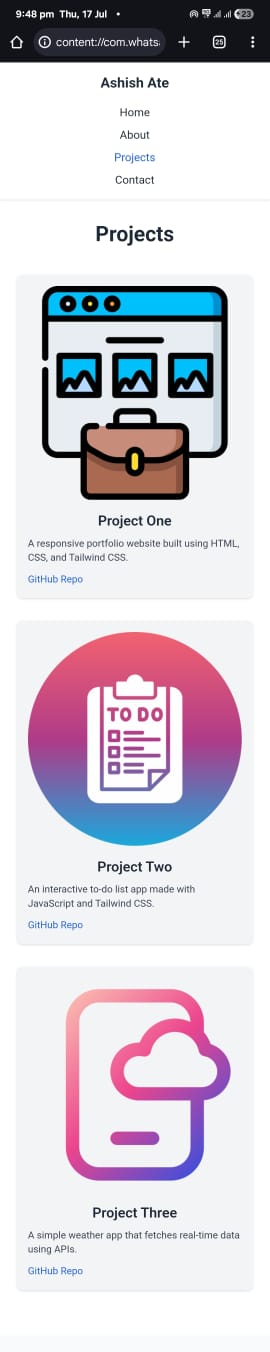 9:48 pm Thu, 17 Jul •
23
content://com.whats
25
Ashish Ate
Home
About
Projects
Contact
Projects
Project One
A responsive portfolio website built using HTML,
CSS, and Tailwind CSS.
GitHub Repo
TO DO
Project Two
An interactive to-do list app made with
JavaScript and Tailwind CSS.
GitHub Repo
Project Three
A simple weather app that fetches real-time data
using APIs.
GitHub Repo